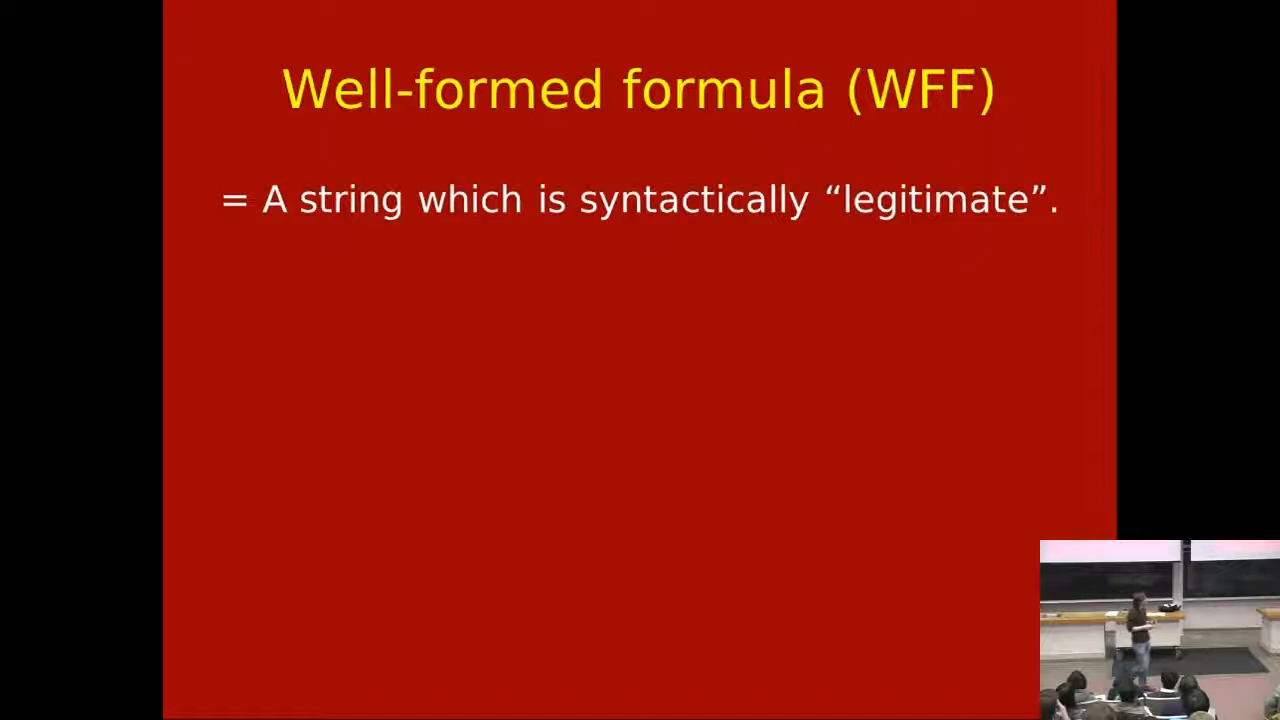 Well-formed formula (WFF)
= A string which is syntactically “legitimate”.